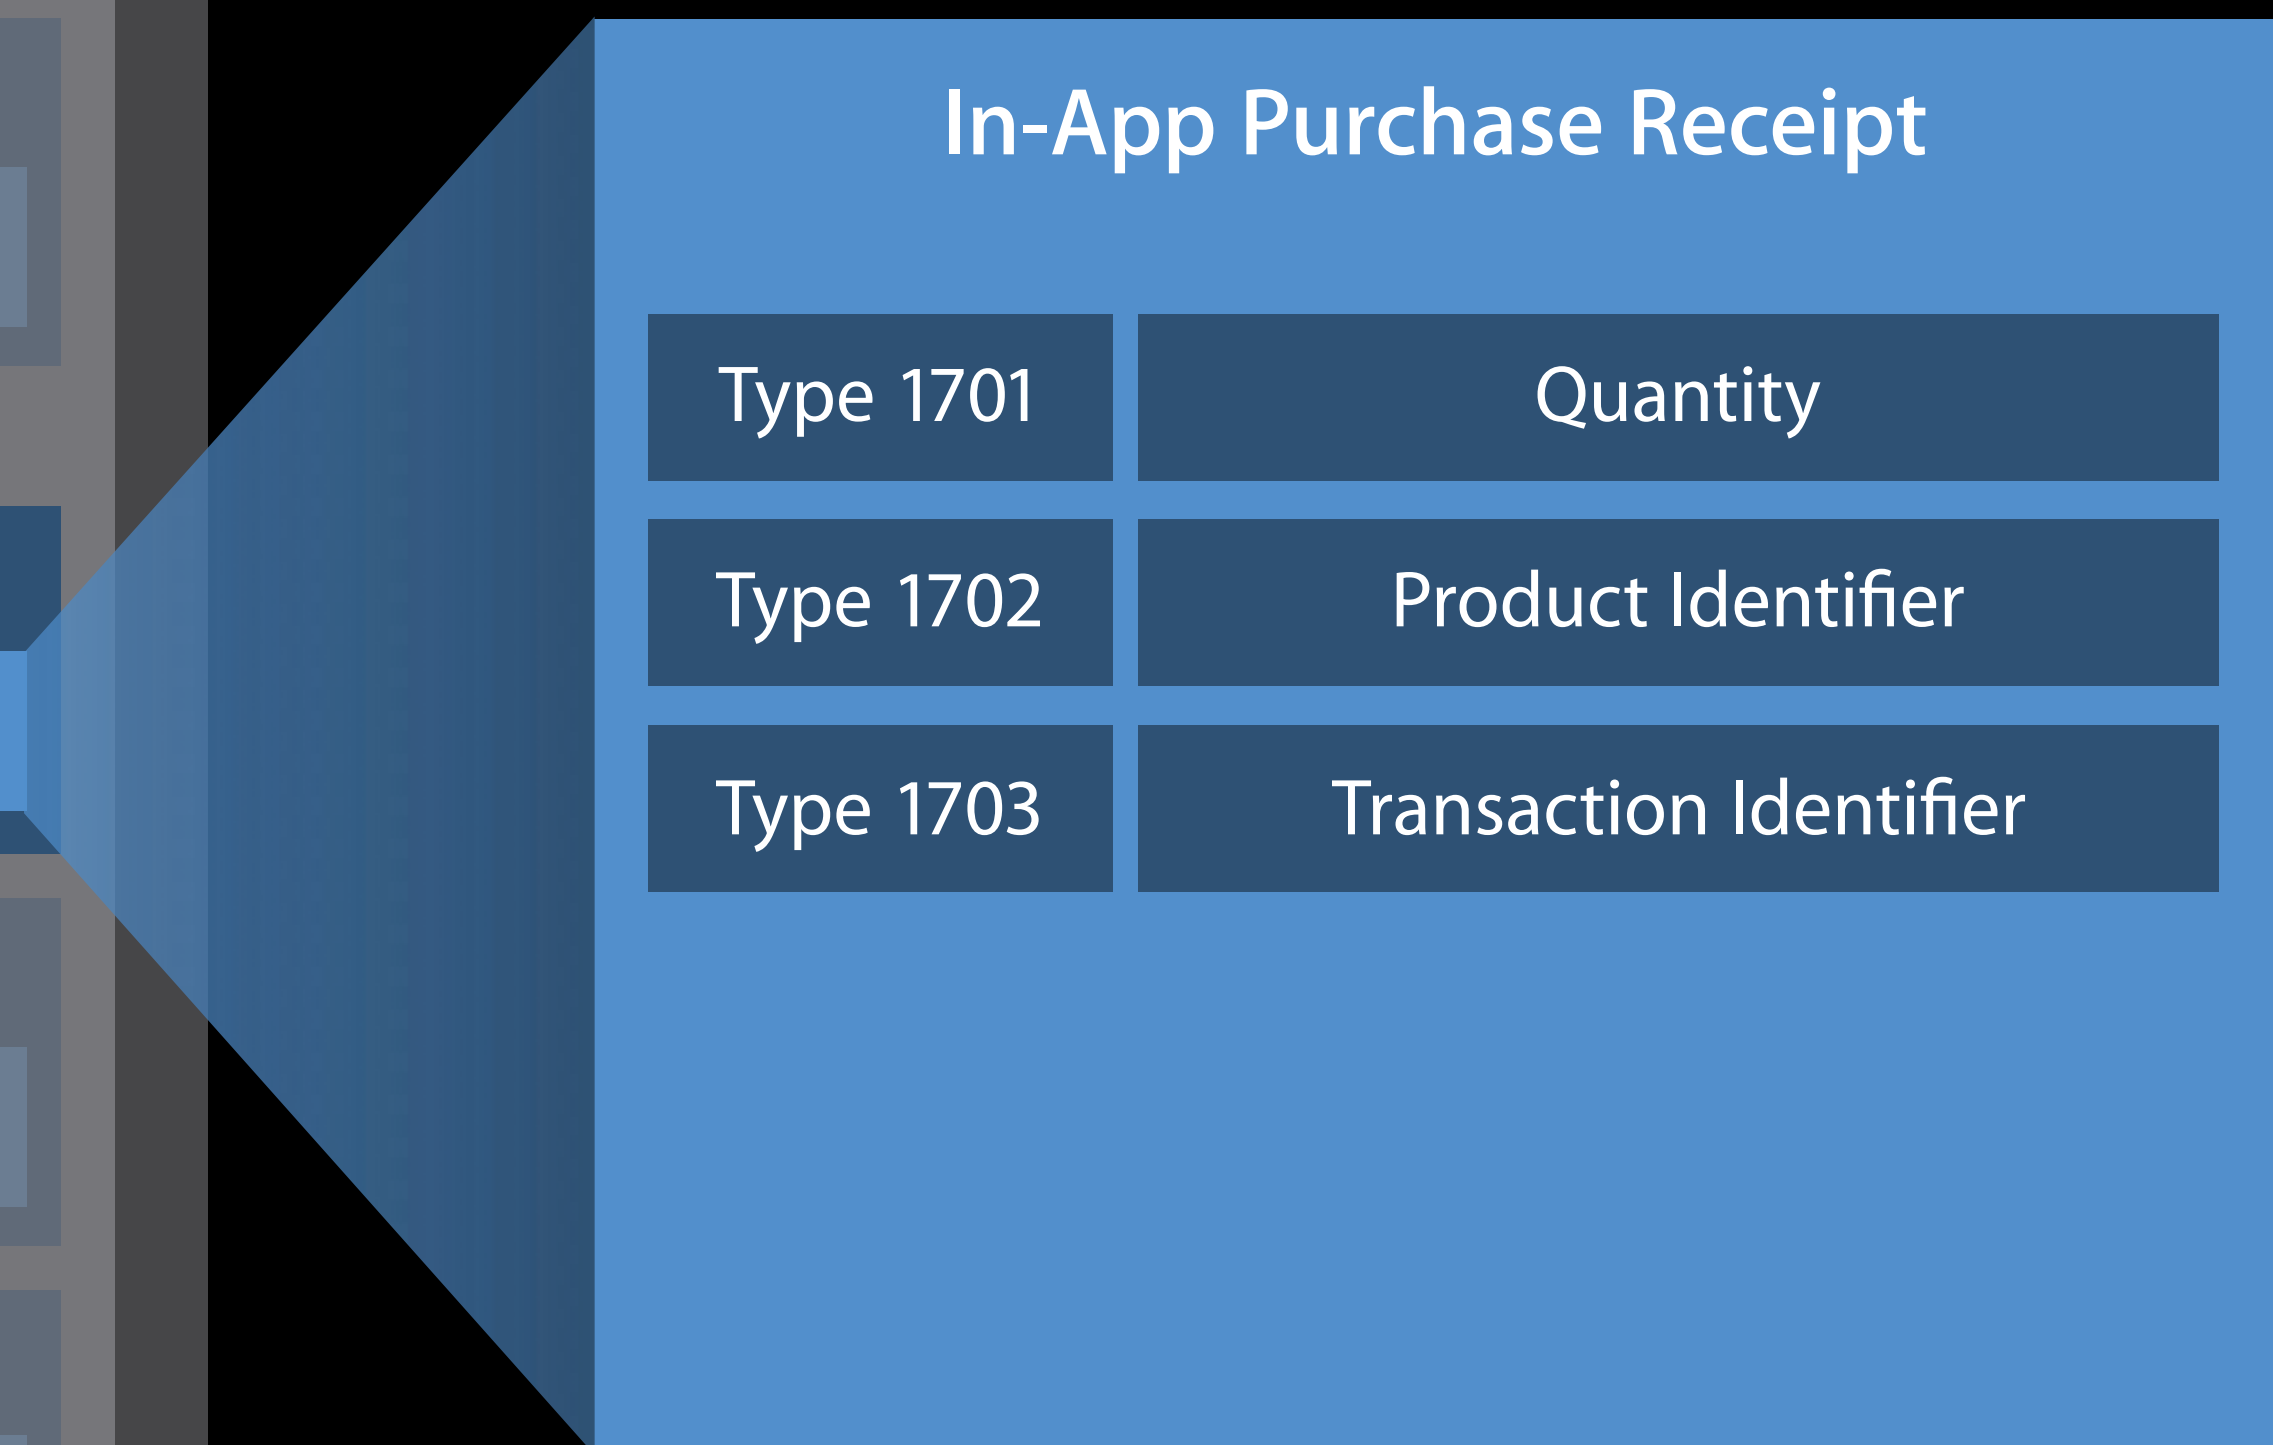 In-App Purchase Receipt
Type 1701 Quantity
Type 1702 Product Identifier
Type 1703 Transaction Identifier